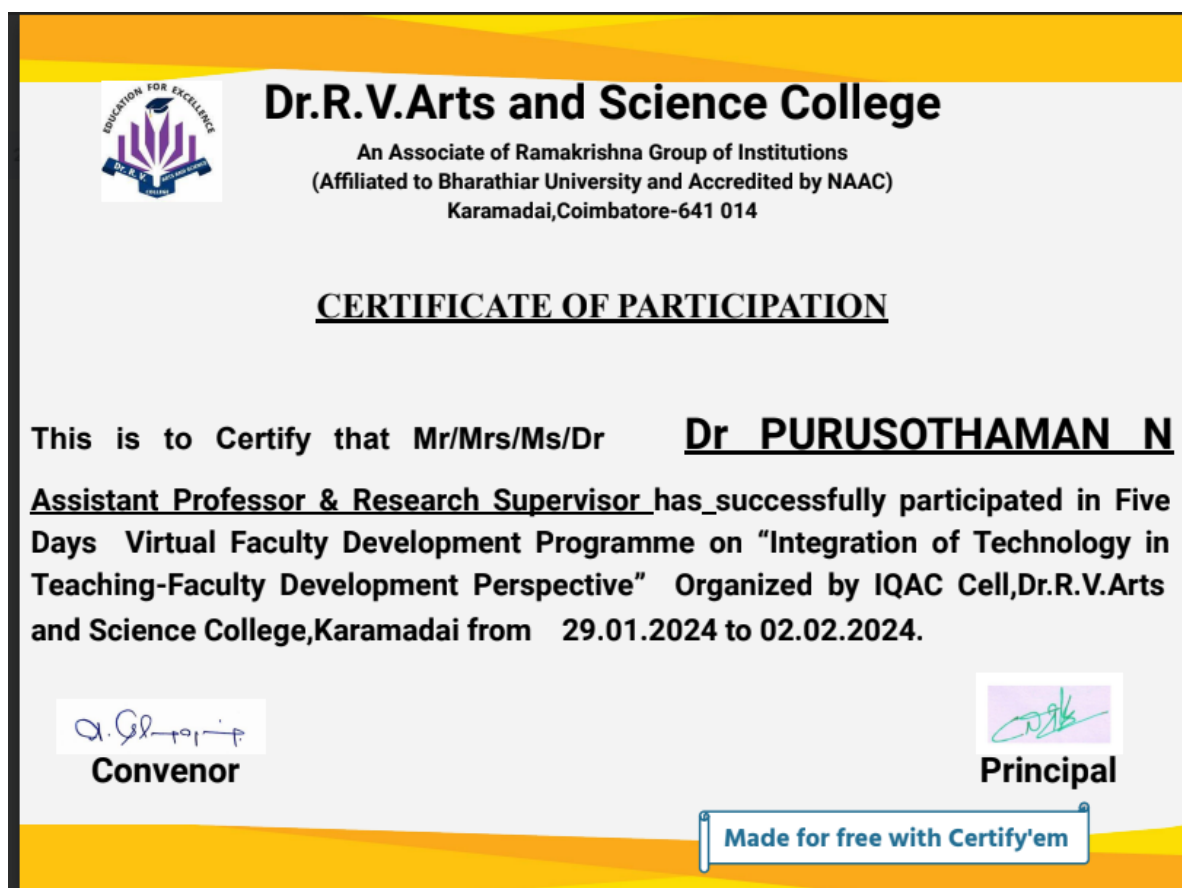 EDUCATION FOR EXCELLENCE
Dr. R. V. ARTS AND SCIENCE
COLLEGE
Dr.R.V.Arts and Science College
An Associate of Ramakrishna Group of Institutions
(Affiliated to Bharathiar University and Accredited by NAAC)
Karamadai,Coimbatore-641 014
CERTIFICATE OF PARTICIPATION
This is to Certify that Mr/Mrs/Ms/Dr Dr PURUSOTHAMAN N
Assistant Professor & Research Supervisor has successfully participated in Five
Days Virtual Faculty Development Programme on “Integration of Technology in
Teaching-Faculty Development Perspective” Organized by IQAC Cell,Dr.R.V.Arts
and Science College,Karamadai from 29.01.2024 to 02.02.2024.
Convenor
Principal
Made for free with Certify'em